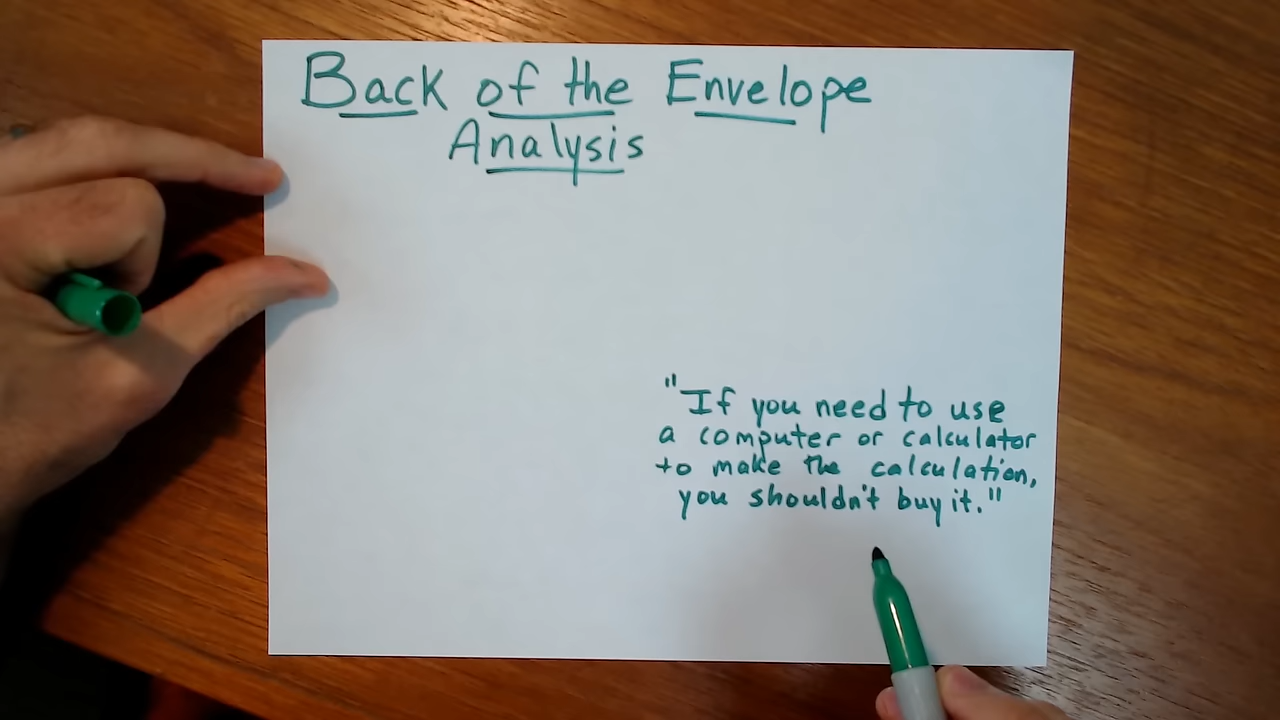 Back of the Envelope
Analysis
"If you need to use
a computer or calculator
to make the calculation,
you shouldn't buy it."